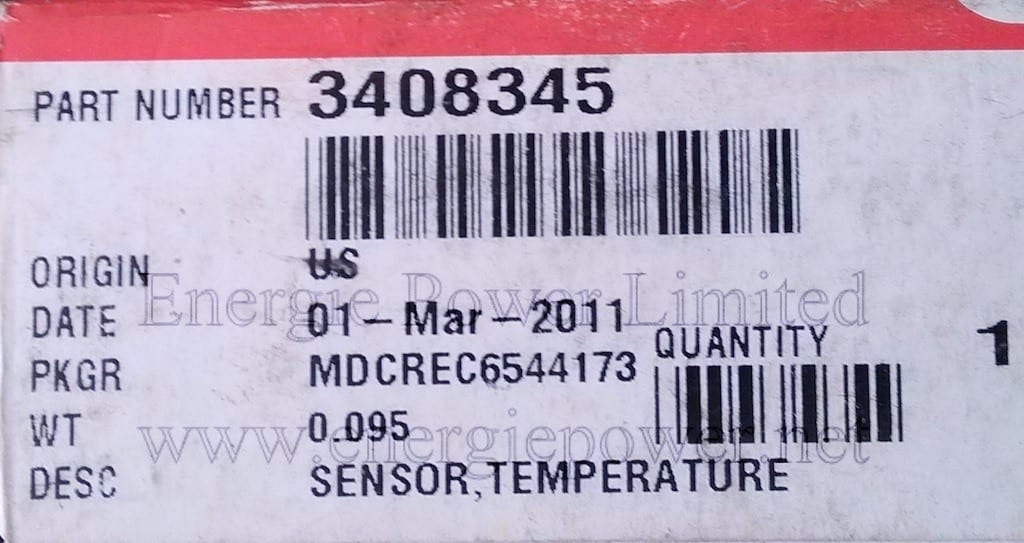 PART NUMBER 3408345
ORIGIN US
Energie Power Limited
DATE 01-Mar-2011
QUANTITY 1
PKGR MDCREC6544173
WT 0.095
www.energiepower.net
DESC SENSOR,TEMPERATURE